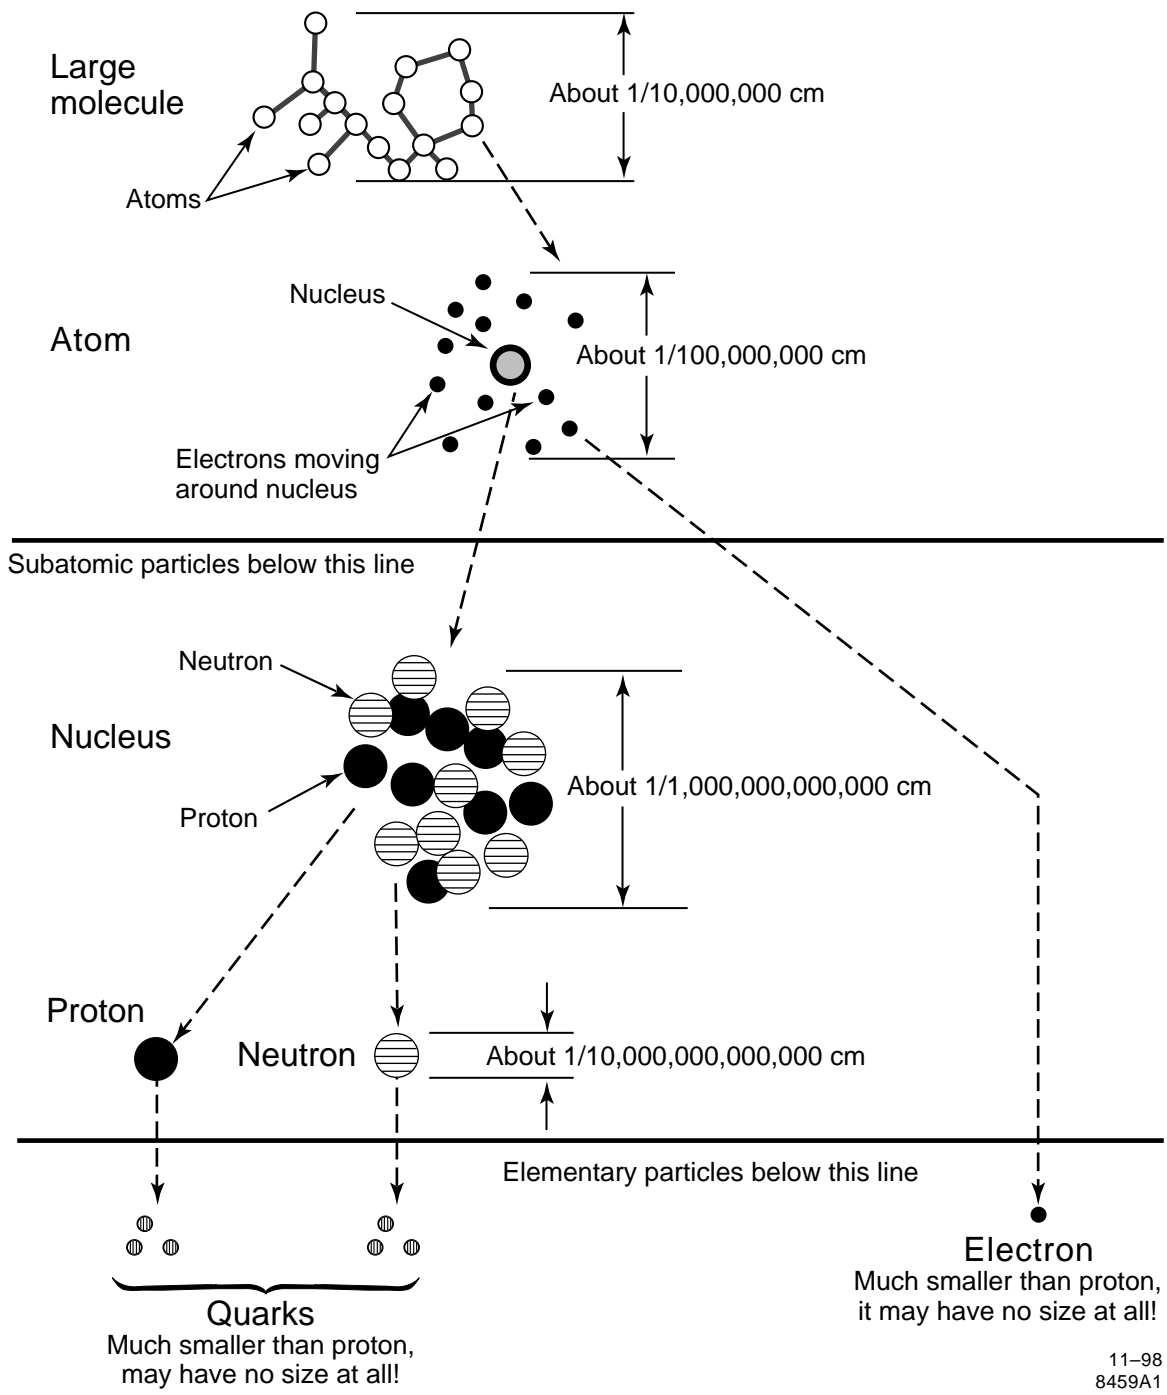 Large
molecule
About 1/10,000,000 cm
Atoms
Nucleus
Atom
About 1/100,000,000 cm
Electrons moving
around nucleus
Subatomic particles below this line
Neutron
Nucleus
About 1/1,000,000,000,000 cm
Proton
Proton
Neutron
About 1/10,000,000,000,000 cm
Elementary particles below this line
Quarks
Much smaller than proton,
may have no size at all!
Electron
Much smaller than proton,
it may have no size at all!
11–98
8459A1